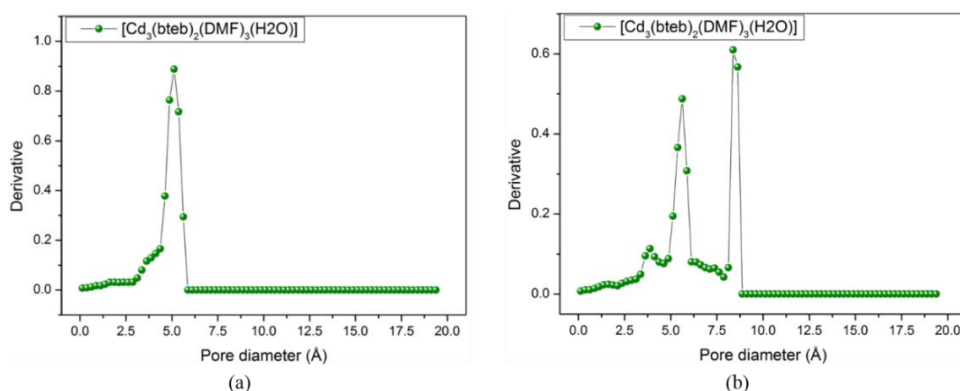 [Cd3(bteb)2(DMF)3(H2O)]
1.0
0.8
0.6
0.4
0.2
0.0
Derivative
0.0 2.5 5.0 7.5 10.0 12.5 15.0 17.5 20.0
Pore diameter (Å)
(a)
[Cd3(bteb)2(DMF)3(H2O)]
0.6
0.4
0.2
0.0
Derivative
0.0 2.5 5.0 7.5 10.0 12.5 15.0 17.5 20.0
Pore diameter (Å)
(b)